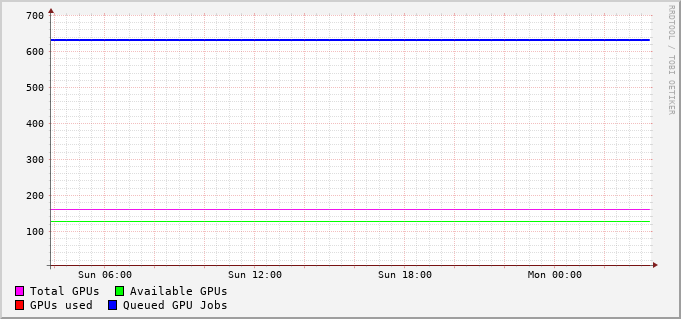 700
600
500
400
300
200
100
Sun 06:00 Sun 12:00 Sun 18:00 Mon 00:00
Total GPUs Available GPUs
GPUs used Queued GPU Jobs
RRDTOOL / TOBI OETIKER